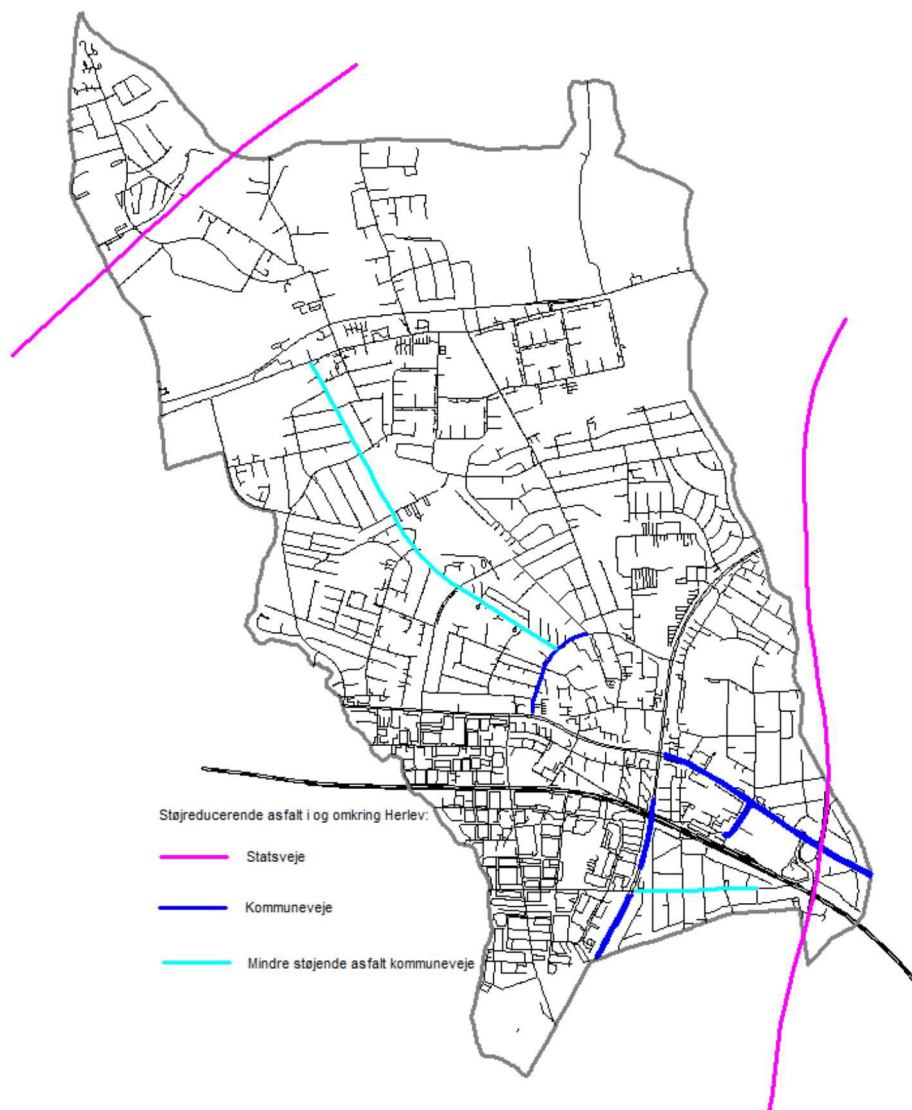 Støjreducerende asfalt i og omkring Herlev:
Statsveje
Kommuneveje
Mindre støjende asfalt kommuneveje